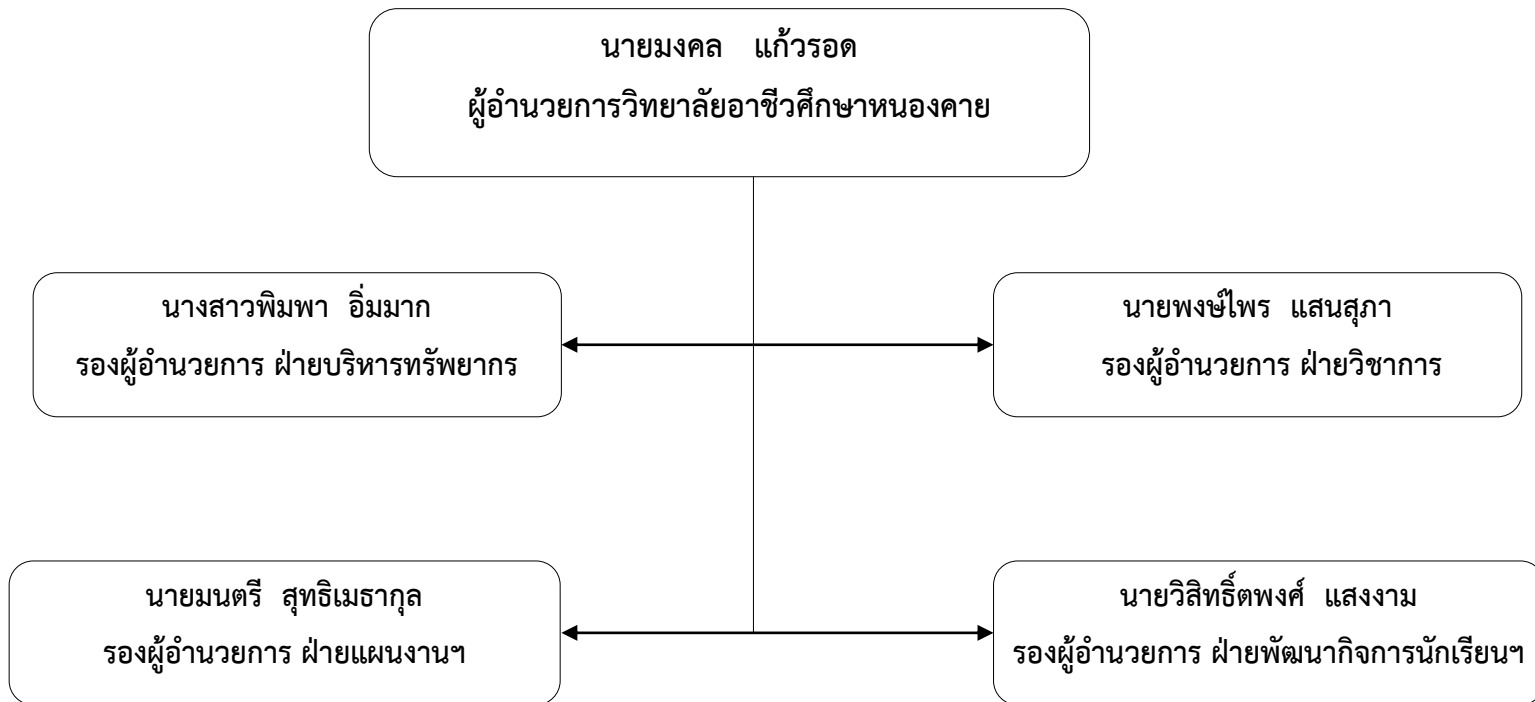 นายมงคล แก้วรอด
ผู้อำนวยการวิทยาลัยอาชีวศึกษาหนองคาย
นางสาวพิมพา อิ่มมาก
รองผู้อำนวยการ ฝ่ายบริหารทรัพยากร
นายพงษ์ไพร แสนสุภา
รองผู้อำนวยการ ฝ่ายวิชาการ
นายมนตรี สุทธิเมธากุล
รองผู้อำนวยการ ฝ่ายแผนงานฯ
นายวิสิทธิ์ตพงศ์ แสงงาม
รองผู้อำนวยการ ฝ่ายพัฒนากิจการนักเรียนฯ